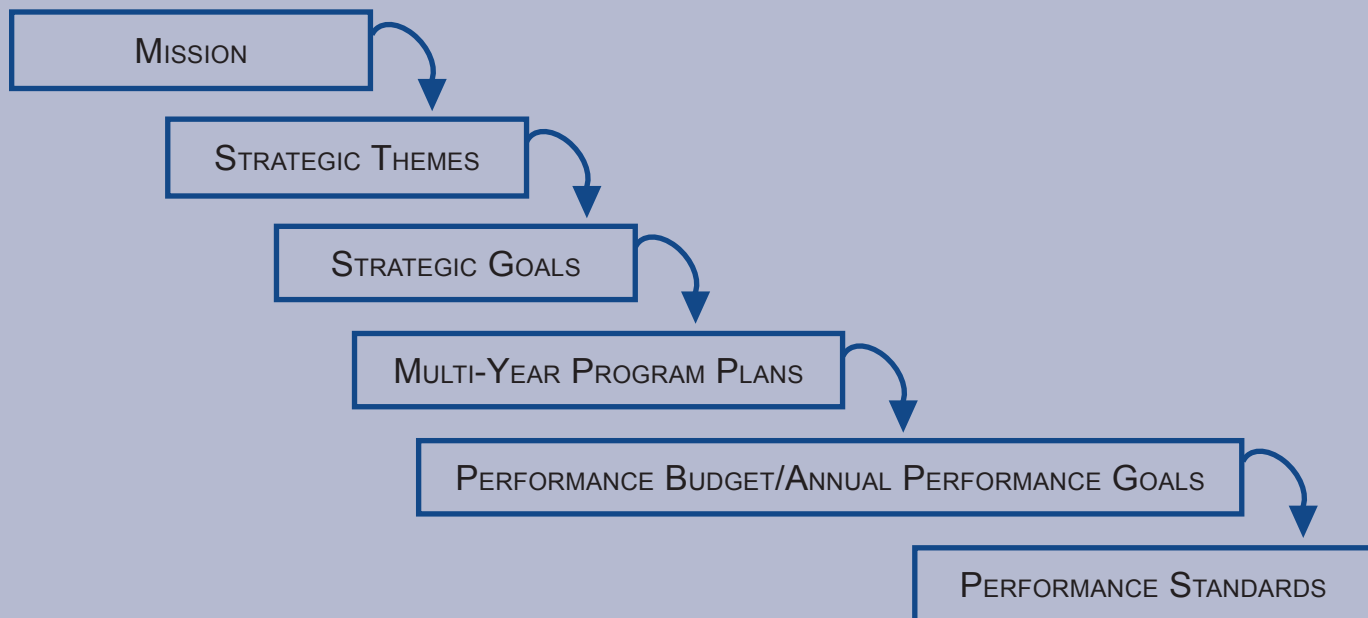 Mission
Strategic Themes
Strategic Goals
Multi-Year Program Plans
Performance Budget/Annual Performance Goals
Performance Standards